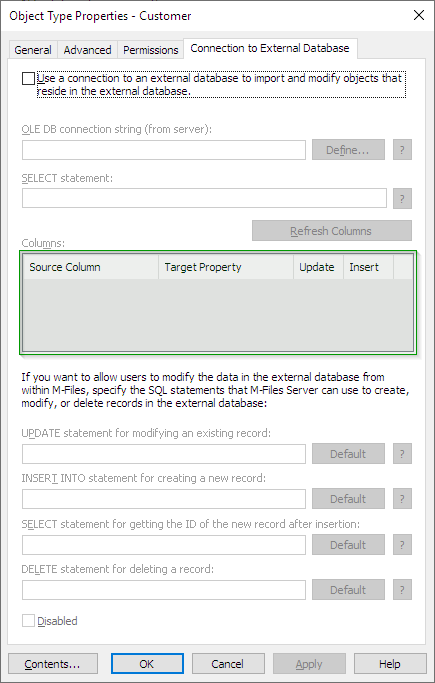 Object Type Properties - Customer
General Advanced Permissions Connection to External Database
Use a connection to an external database to import and modify objects that
reside in the external database.
OLE DB connection string (from server):
Define... ?
SELECT statement:
?
Refresh Columns
Columns:
Source Column Target Property Update Insert
If you want to allow users to modify the data in the external database from
within M-Files, specify the SQL statements that M-Files Server can use to create,
modify, or delete records in the external database:
UPDATE statement for modifying an existing record:
Default ?
INSERT INTO statement for creating a new record:
Default ?
SELECT statement for getting the ID of the new record after insertion:
Default ?
DELETE statement for deleting a record:
Default ?
Disabled
Contents... OK Cancel Apply Help